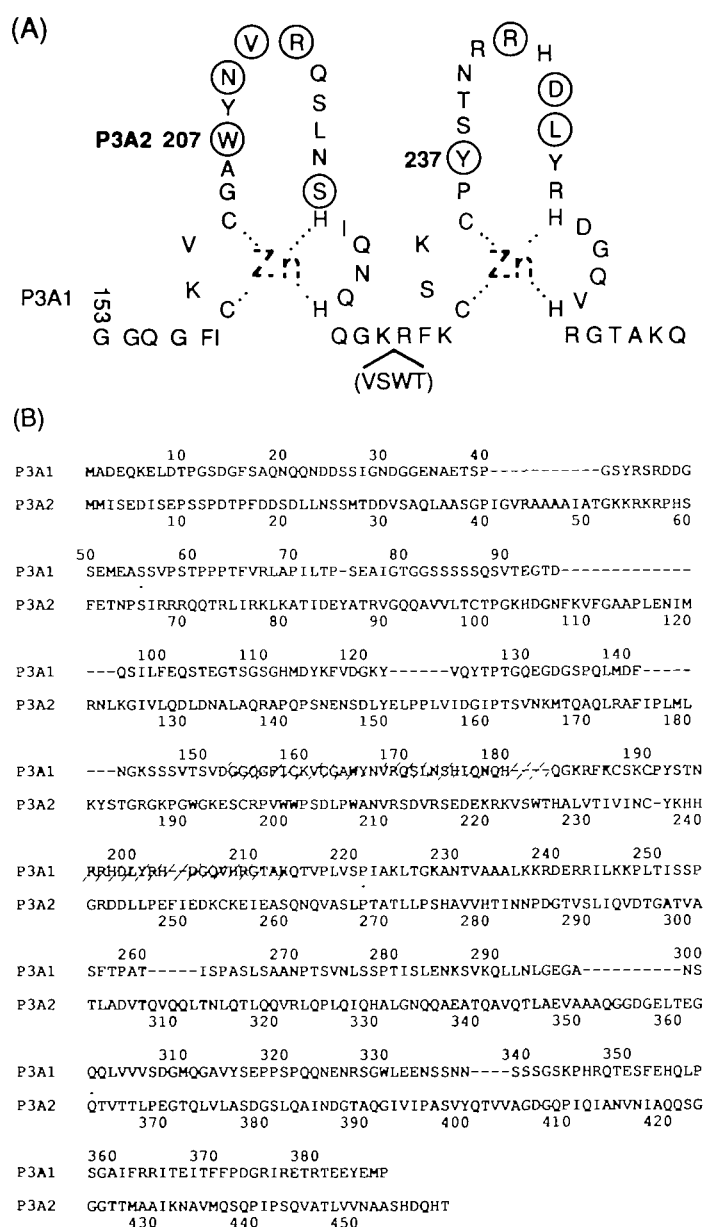 (A)
V R
N Q
Y S
P3A2 207 W L
A N
G S
C H
V I
K Q
C N
Zn Q
H
R R
N H
T D
S L
237 Y Y
P R
C H
K D
S G
C Q
Zn V
H
P3A1 153
G GQ G FI QGKRFK RGTAKQ
(VSWT)
(B)
10 20 30 40
P3A1 MADEQKELDTPGSDGFSAQNQQNDDSSIGNDGGENAETSP-----------GSYRSRDDG
P3A2 MMISEDISEPSSPDTPFDDSDLLNSSMTDDVSAQLAASGPIGVRAAAAIATGKKRKRPHS
10 20 30 40 50 60
50 60 70 80 90
P3A1 SEMEASSVPSTPPPTFVRLAPILTP-SEAIGTGGSSSSSQSVTEGTD-------------
P3A2 FETNPSIRRRQQTRLIRKLKATIDEYATRVGQQAVVLTCTPGKHDGNFKVFGAAPLENIM
70 80 90 100 110 120
100 110 120 130 140
P3A1 ---QSILFEQSTEGTSGSGHMDYKFVDGKY------VQYTPTGQEGDGSPQLMDF-----
P3A2 RNLKGIVLQDLDNALAQRAPQPSNENSDLYELPPLVIDGIPTSVNKMTQAQLRAFIPLML
130 140 150 160 170 180
150 160 170 180 190
P3A1 ---NGKSSSVTSVDGGQGFICKVCGAWYNVRQSLNSHIQNQH----QGKRFKCSKCPYSTN
P3A2 KYSTGRGKPGWGKESCRPVWWPSDLPWANVRSDVRSEDEKRKVSWTHALVTIVINC-YKHH
190 200 210 220 230 240
200 210 220 230 240 250
P3A1 RRHDLYRH--DGQVHRGTAKQTVPLVSPIAKLTGKANTVAAALKKRDERRILKKPLTISSP
P3A2 GRDDLLPEFIEDKCKEIEASQNQVASLPTATLLPSHAVVHTINNPDGTVSLIQVDTGATVA
250 260 270 280 290 300
260 270 280 290 300
P3A1 SFTPAT-----ISPASLSAANPTSVNLSSPTISLENKSVKQLLNLGEGA----------NS
P3A2 TLADVTQVQQLTNLQTLQQVRLQPLQIQHALGNQQAEATQAVQTLAEVAAAQGGDGELTEG
310 320 330 340 350 360
310 320 330 340 350
P3A1 QQLVVVSDGMQGAVYSEPPSPQQNENRSGWLEENSSNN----SSSGSKPHRQTESFEHQLP
P3A2 QTVTTLPEGTQLVLASDGSLQAINDGTAQGIVIPASVYQTVVAGDGQPIQIANVNIAQQSG
370 380 390 400 410 420
360 370 380
P3A1 SGAIFRRITEITFFPDGRIRETRTEEYEMP
P3A2 GGTTMAAIKNAVMQSQPIPSQVATLVVNAASHDQHT
430 440 450